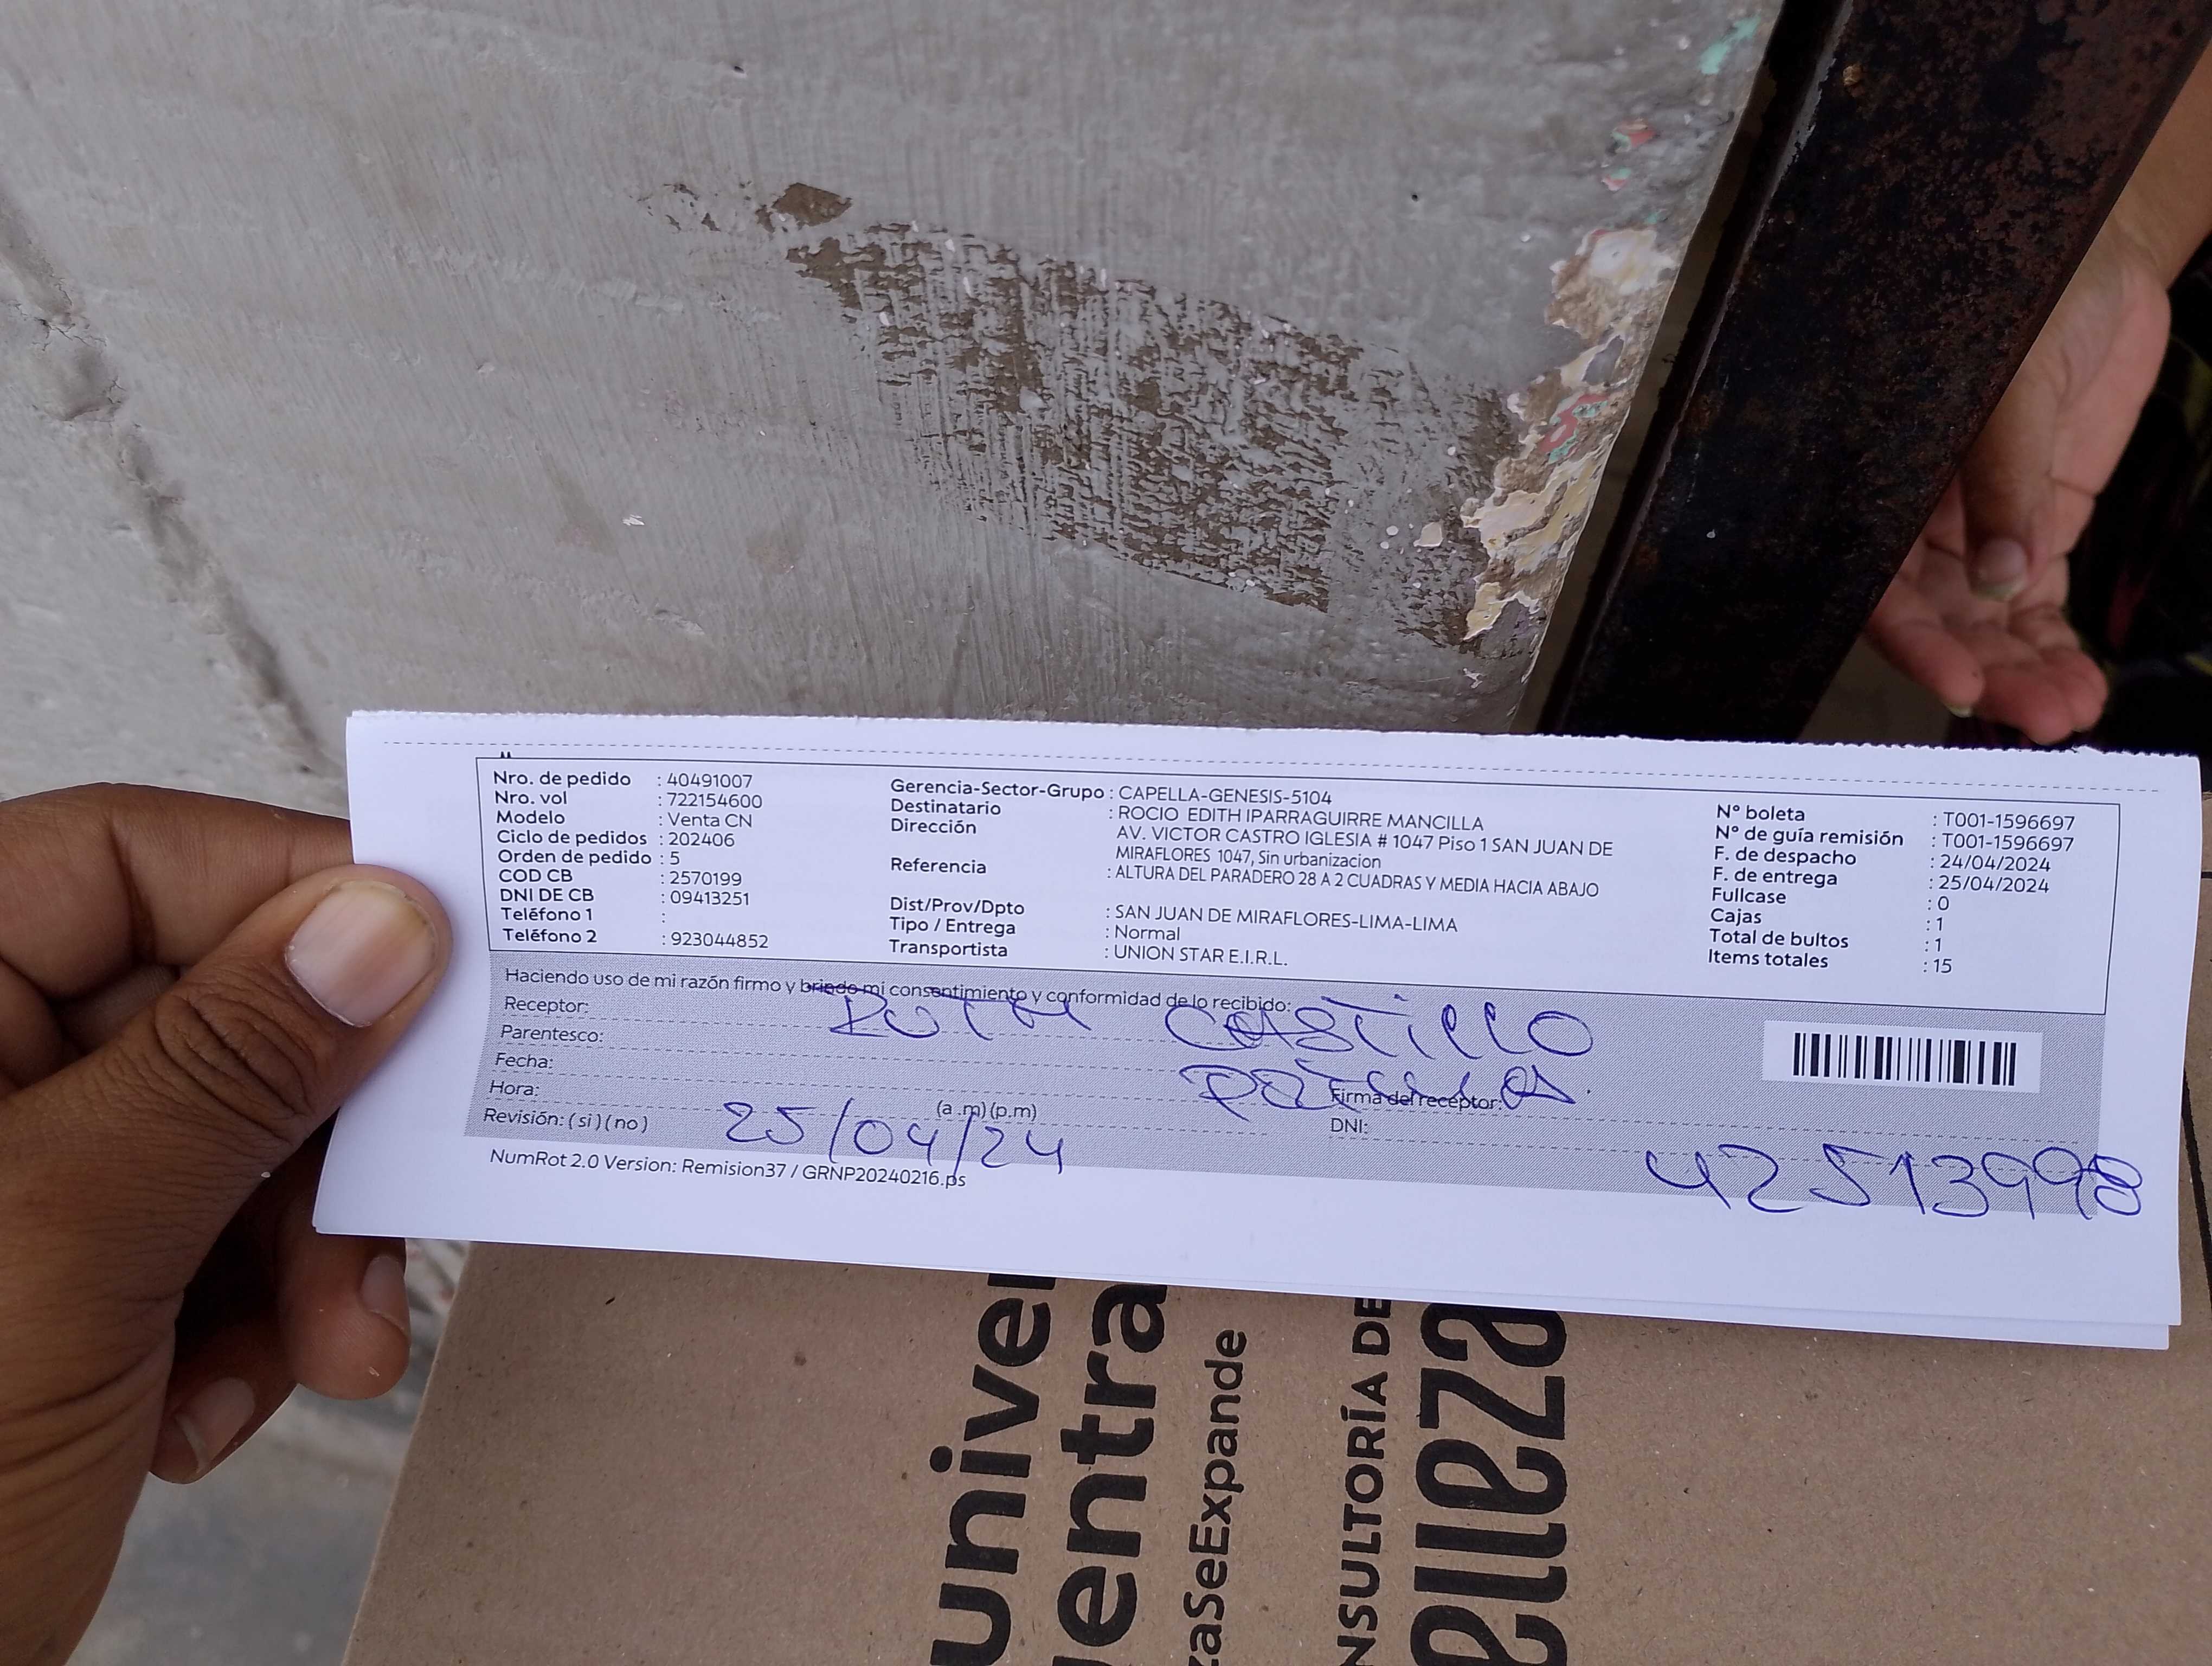 Nro. de pedido : 40491007
Nro. vol : 722154600
Modelo : Venta CN
Ciclo de pedidos : 202406
Orden de pedido : 5
COD CB : 2570199
DNI DE CB : 09413251
Teléfono 1 :
Teléfono 2 : 923044852
Gerencia-Sector-Grupo : CAPELLA-GENESIS-5104
Destinatario : ROCIO EDITH IPARRAGUIRRE MANCILLA
Dirección AV. VICTOR CASTRO IGLESIA # 1047 Piso 1 SAN JUAN DE
MIRAFLORES 1047, Sin urbanizacion
Referencia : ALTURA DEL PARADERO 28 A 2 CUADRAS Y MEDIA HACIA ABAJO
Dist/Prov/Dpto : SAN JUAN DE MIRAFLORES-LIMA-LIMA
Tipo / Entrega : Normal
Transportista : UNION STAR E.I.R.L.
N° boleta : T001-1596697
N° de guía remisión : T001-1596697
F. de despacho : 24/04/2024
F. de entrega : 25/04/2024
Fullcase : 0
Cajas : 1
Total de bultos : 1
Items totales : 15
Haciendo uso de mi razón firmo y brindo mi consentimiento y conformidad de lo recibido:
Receptor: CASTILLO
Parentesco:
Fecha:
Hora: (a .m) (p.m)
Firma del receptor:
Revisión: ( si ) ( no ) 25/04/24
DNI: 42513998
NumRot 2.0 Version: Remision37 / GRNP20240216.ps
univer
uentra
zaSeExpande
NSULTORÍA DE
elleza